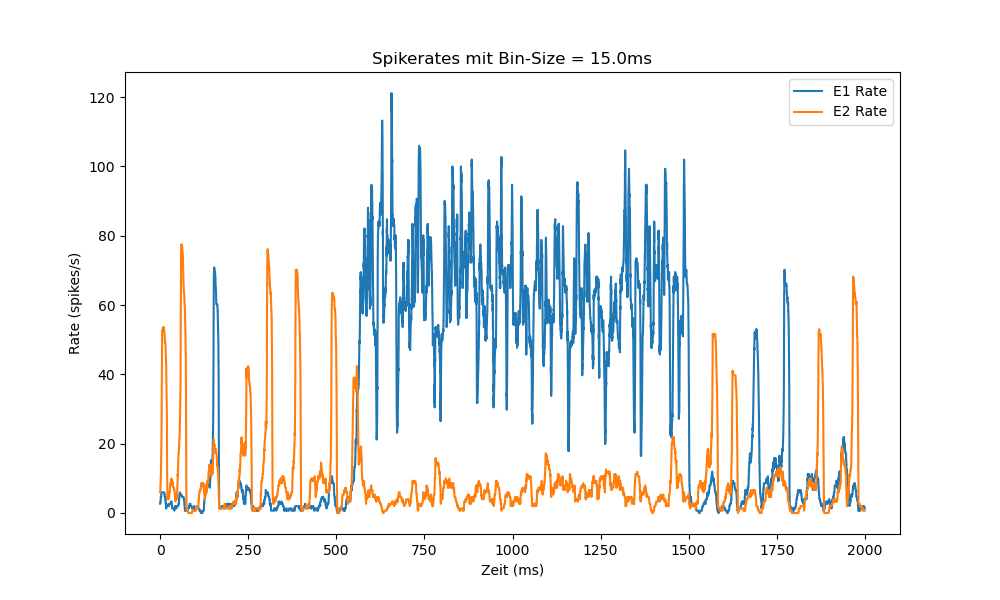 Spikerates mit Bin-Size = 15.0ms
E1 Rate
E2 Rate
120
100
80
60
40
20
0
Rate (spikes/s)
0 250 500 750 1000 1250 1500 1750 2000
Zeit (ms)